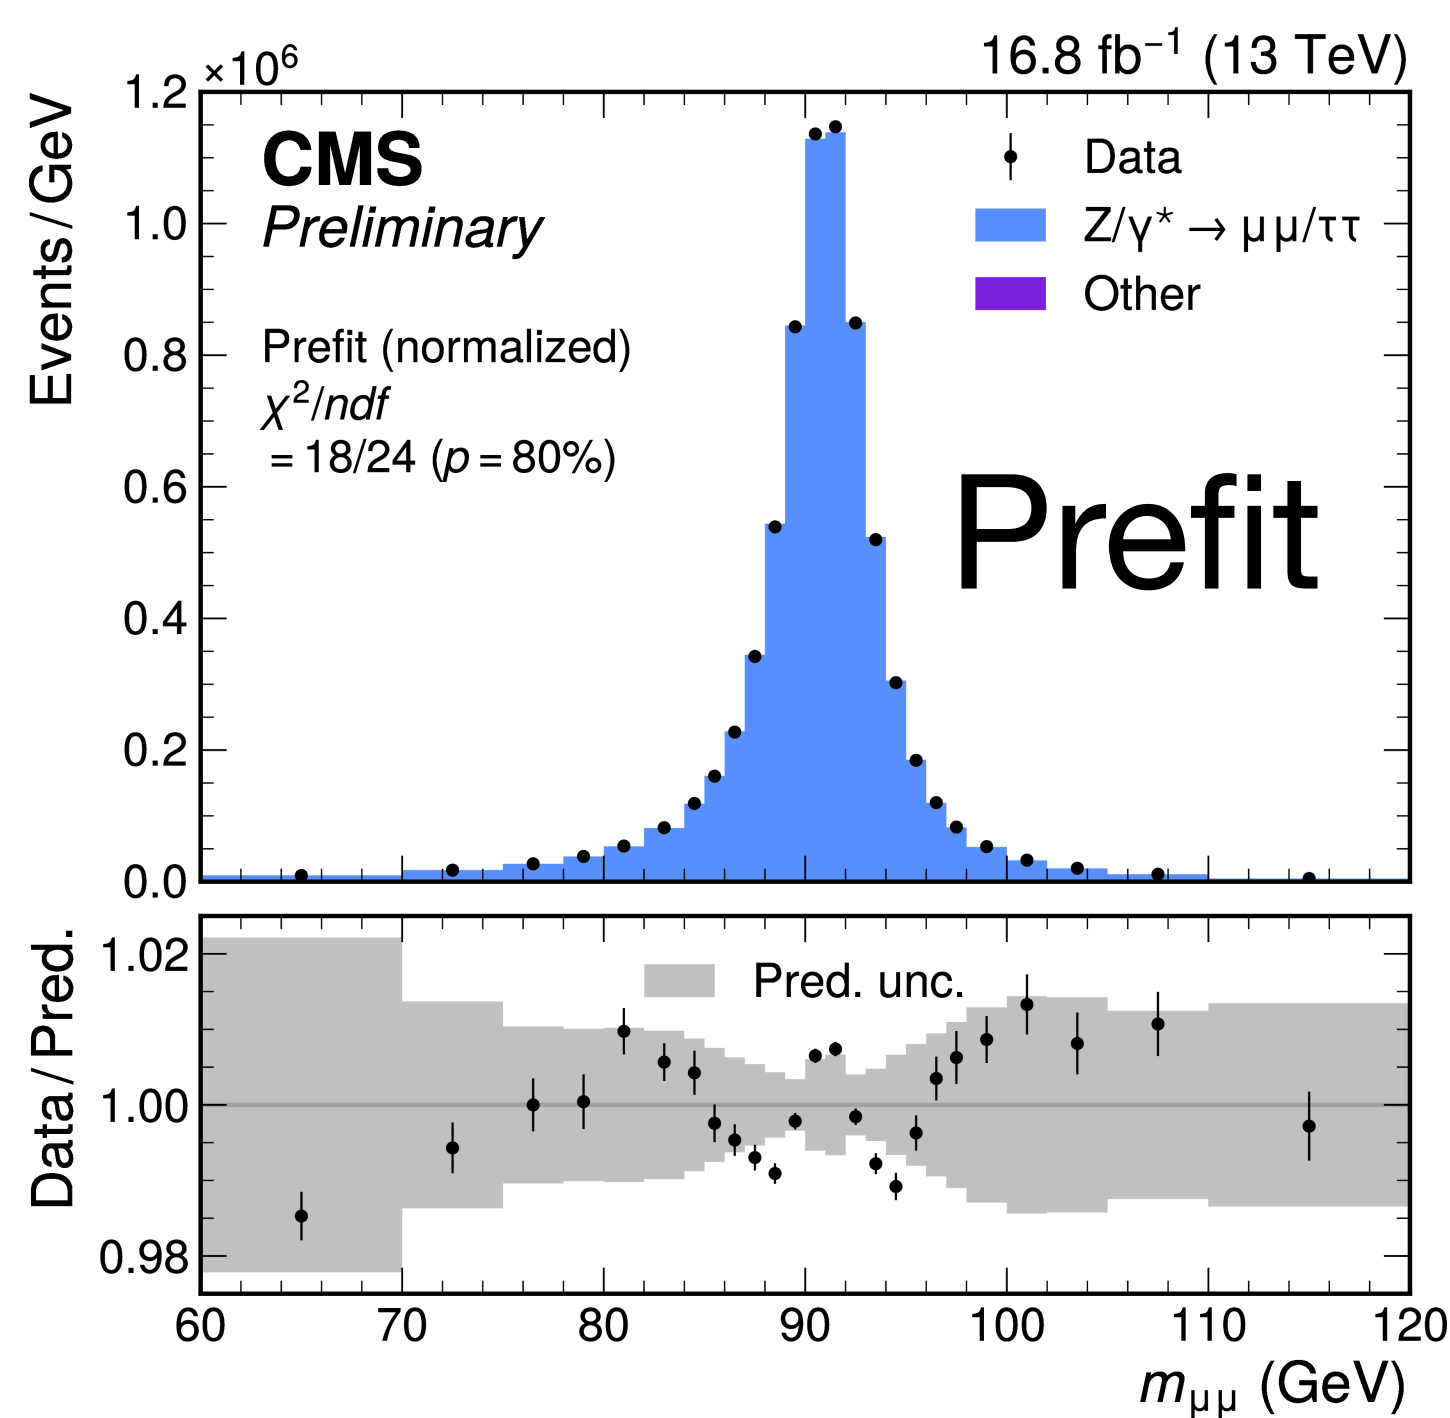 ×10⁶
16.8 fb⁻¹ (13 TeV)
Events/GeV
1.2
1.0
0.8
0.6
0.4
0.2
0.0
CMS
Preliminary
Prefit (normalized)
χ²/ndf
= 18/24 (p = 80%)
Data
Z/γ* → μμ/ττ
Other
Prefit
Data/Pred.
1.02
1.00
0.98
Pred. unc.
60 70 80 90 100 110 120
m_μμ (GeV)